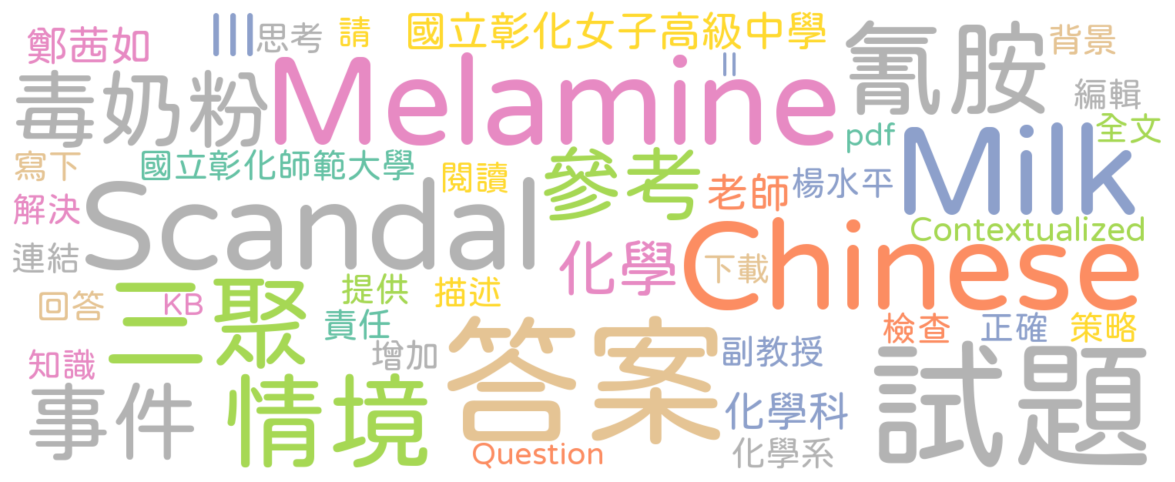 鄭茜如 III 思考 請 國立彰化女子高級中學 氰胺 背景
毒奶粉 Melamine II 編輯
pdf 全文
寫下 國立彰化師範大學 閱讀 參考 老師 楊水平 Milk
解決 Scandal Contextualized
連結 化學 Chinese 下載
回答 KB 三聚 提供 描述
責任 檢查 正確 策略
知識 增加 答案 副教授 試題
事件 情境 化學科
Question 化學系